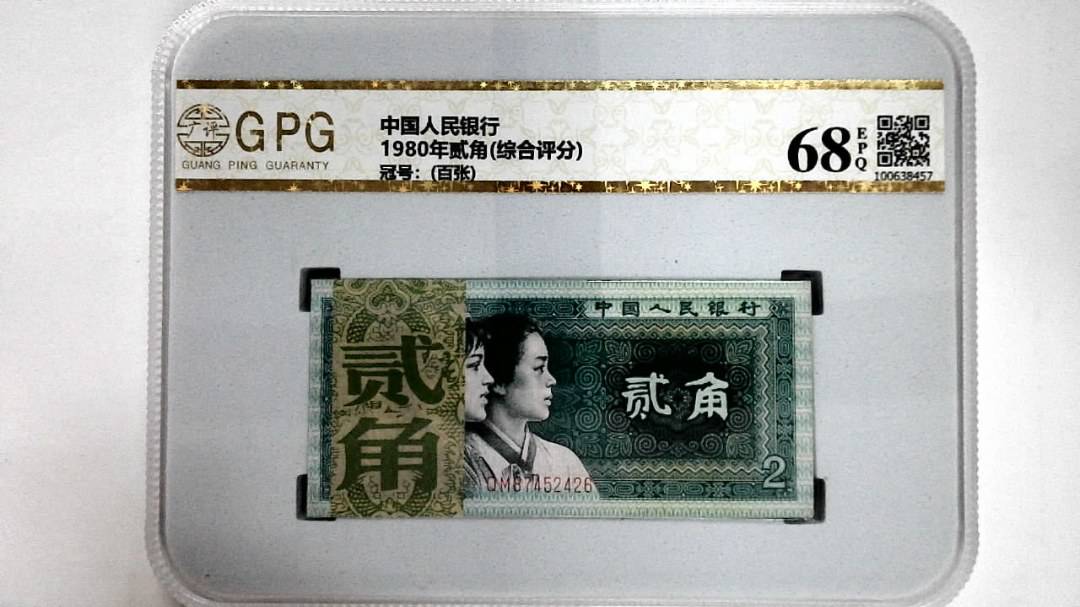 广评
GPG
GUANG PING GUARANTY
中国人民银行
1980年贰角(综合评分)
冠号：(百张)
68
EPQ
100638457
中国人民银行
贰角
贰角
2